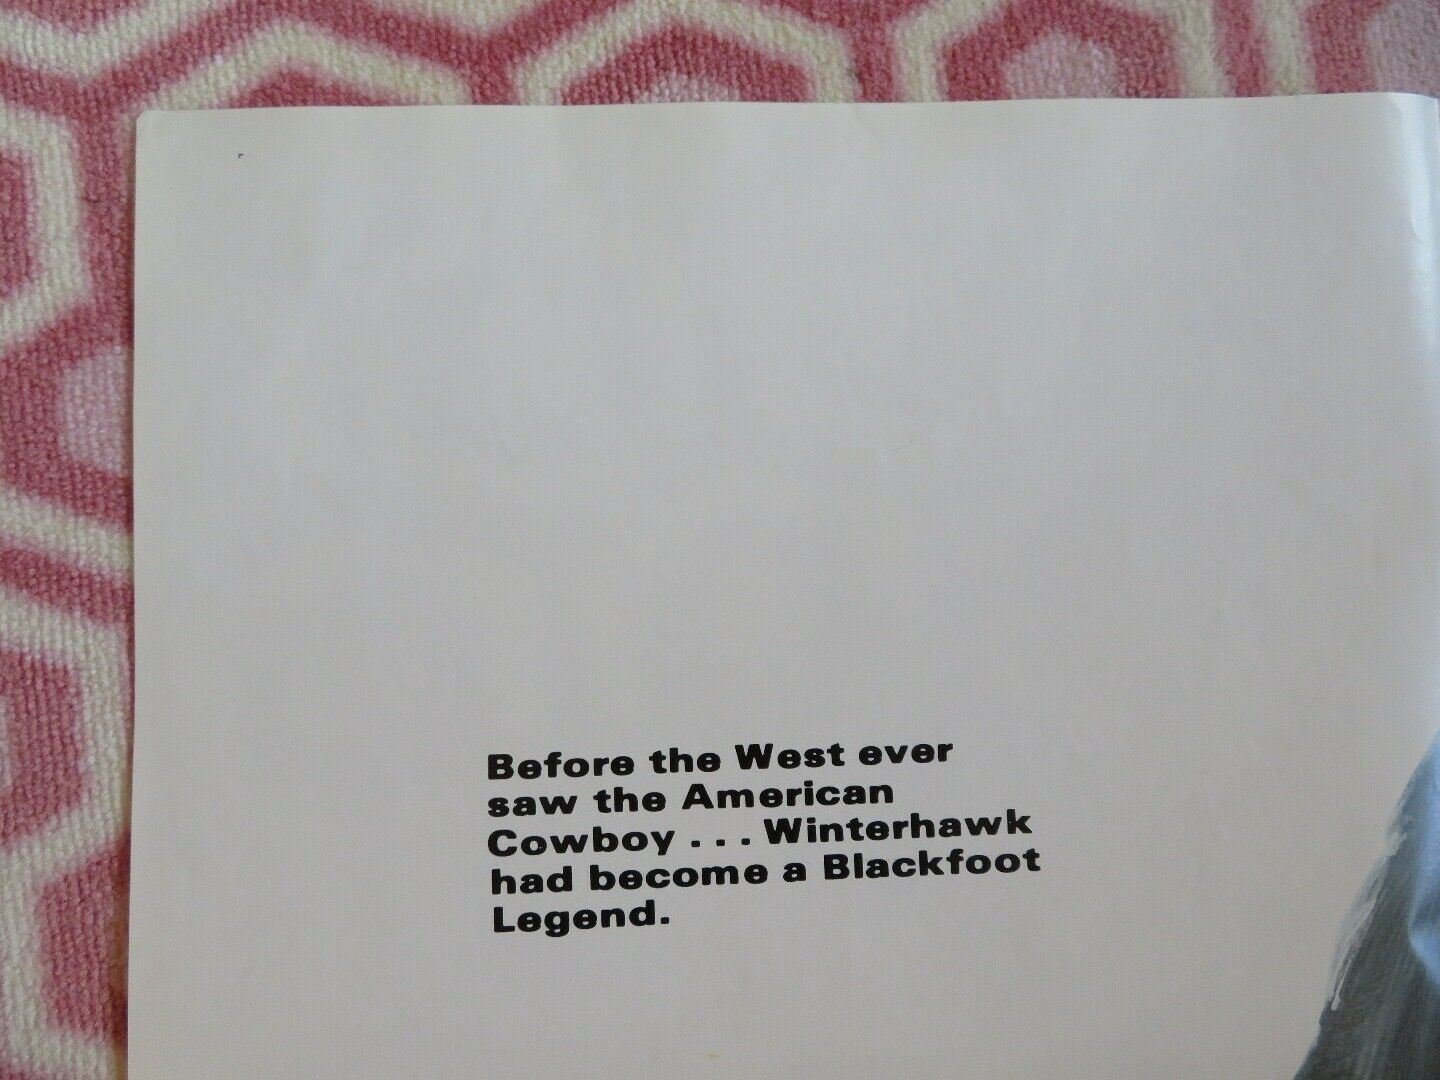 Before the West ever
saw the American
Cowboy . . . Winterhawk
had become a Blackfoot
Legend.